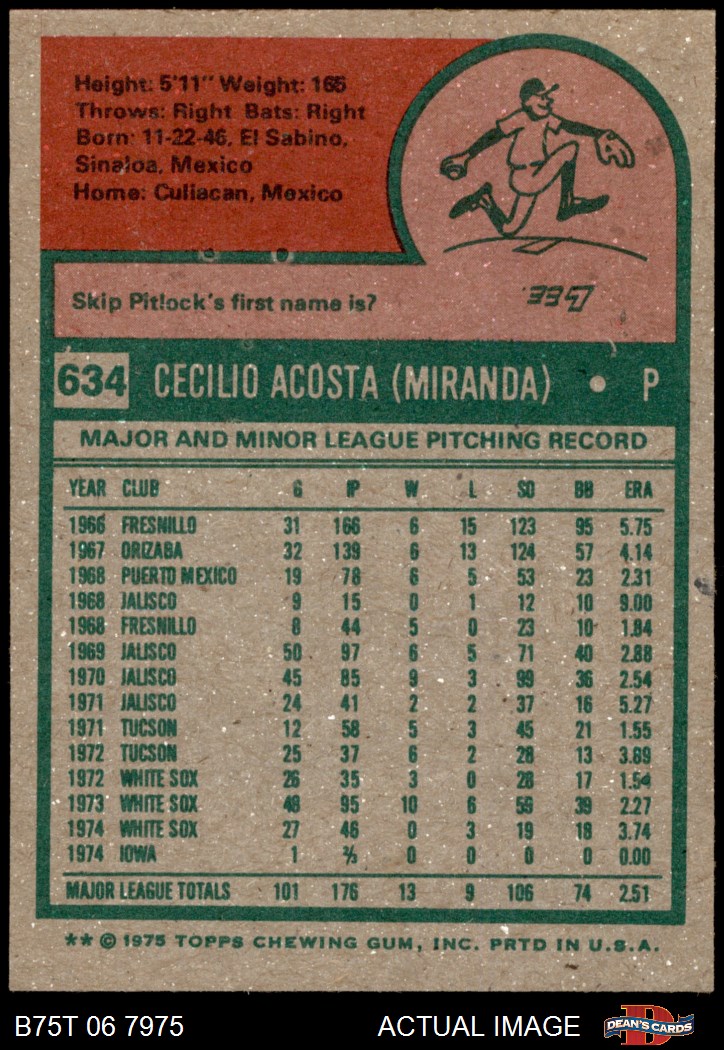 Height: 5'11" Weight: 165
Throws: Right Bats: Right
Born: 11-22-46, El Sabino,
Sinaloa, Mexico
Home: Culiacan, Mexico
Skip Pitlock's first name is?
LEE.
634 CECILIO ACOSTA (MIRANDA) • P
MAJOR AND MINOR LEAGUE PITCHING RECORD
YEAR CLUB G IP W L SO BB ERA
1966 FRESNILLO 31 166 6 15 123 95 5.75
1967 ORIZABA 32 139 6 13 124 57 4.14
1968 PUERTO MEXICO 19 78 6 5 53 23 2.31
1968 JALISCO 9 15 0 1 12 10 9.00
1968 FRESNILLO 8 44 5 0 23 10 1.84
1969 JALISCO 50 97 6 5 71 40 2.88
1970 JALISCO 45 85 9 3 99 36 2.54
1971 JALISCO 24 41 2 2 37 16 5.27
1971 TUCSON 12 58 5 3 45 21 1.55
1972 TUCSON 25 37 6 2 28 13 3.89
1972 WHITE SOX 26 35 3 0 28 17 1.54
1973 WHITE SOX 48 95 10 6 59 39 2.27
1974 WHITE SOX 27 46 0 3 19 18 3.74
1974 IOWA 1 ⅔ 0 0 0 0 0.00
MAJOR LEAGUE TOTALS 101 176 13 9 106 74 2.51
** © 1975 TOPPS CHEWING GUM, INC. PRTD IN U.S.A.
B75T 06 7975 ACTUAL IMAGE D DEAN'S CARDS